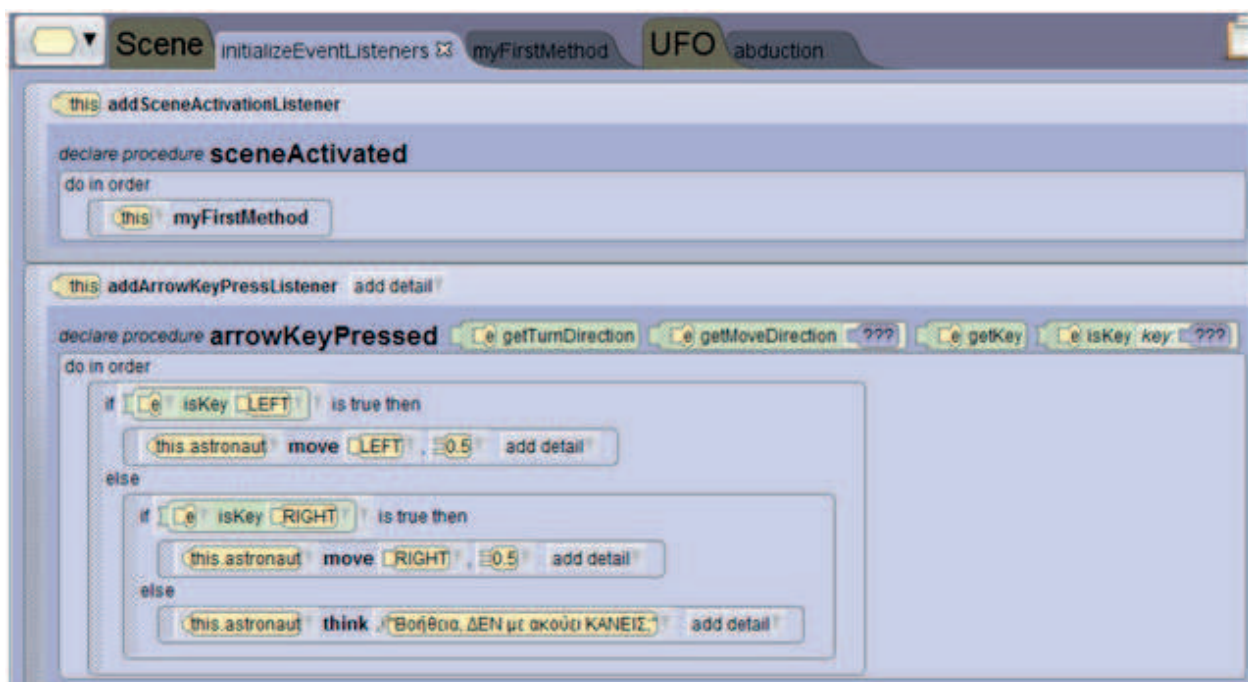 Scene initializeEventListeners myFirstMethod UFO abduction
this addSceneActivationListener
declare procedure sceneActivated
do in order
this myFirstMethod
this addArrowKeyPressListener add detail
declare procedure arrowKeyPressed e getTurnDirection e getMoveDirection ??? e getKey e isKey key: ???
do in order
if e isKey LEFT is true then
this.astronaut move LEFT , 0.5 add detail
else
if e isKey RIGHT is true then
this.astronaut move RIGHT , 0.5 add detail
else
this.astronaut think "Βοήθεια, ΔΕΝ με ακούει ΚΑΝΕΙΣ;" add detail